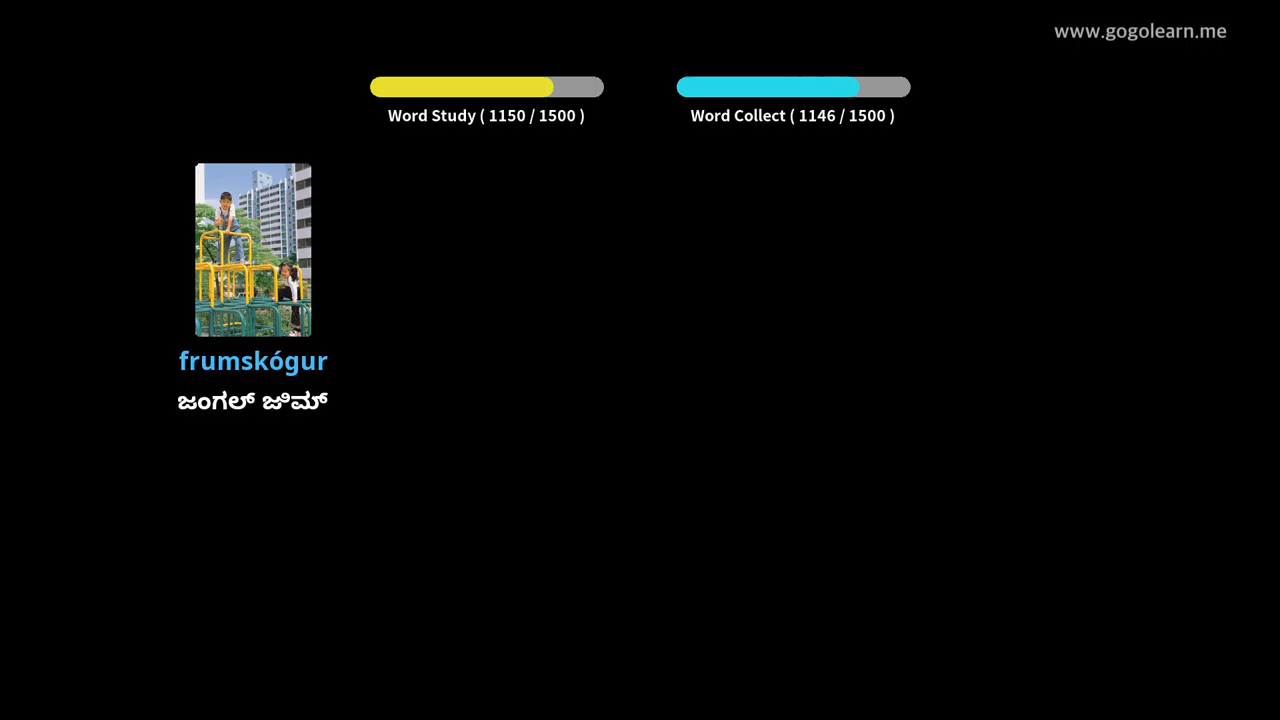 www.gogolearn.me
Word Study ( 1150 / 1500 )
Word Collect ( 1146 / 1500 )
frumskógur
ಜಂಗಲ್ ಜಿಮ್